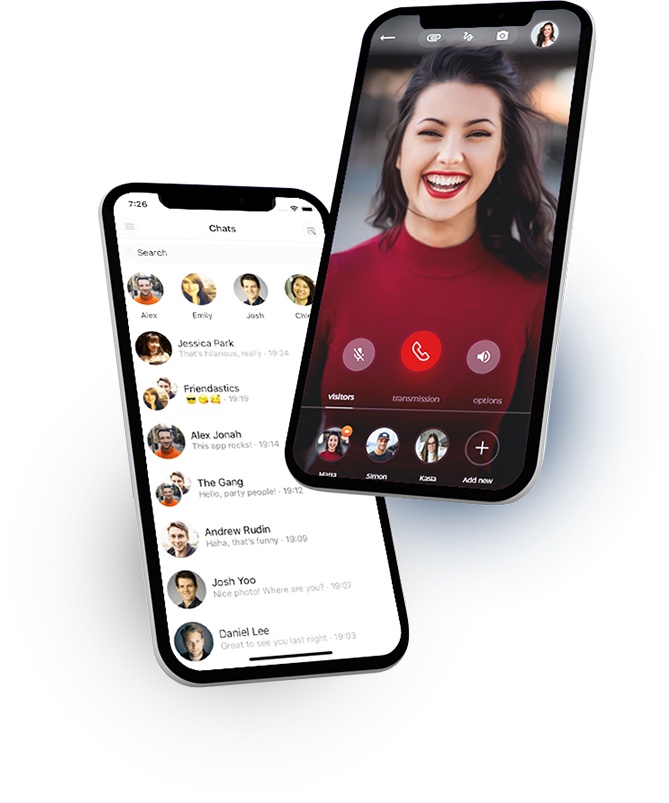 7:26
Chats
Search
Alex
Emily
Josh
Jessica Park
That's hilarious, really · 19:24
Friendastics
😎😋🥰 · 19:19
Alex Jonah
This app rocks! · 19:14
The Gang
Hello, party people! · 19:12
Andrew Rudin
Haha, that's funny · 19:09
Josh Yoo
Nice photo! Where are you? · 19:07
Daniel Lee
Great to see you last night · 19:03
visitors
transmission
options
Simon
Kasia
Add new